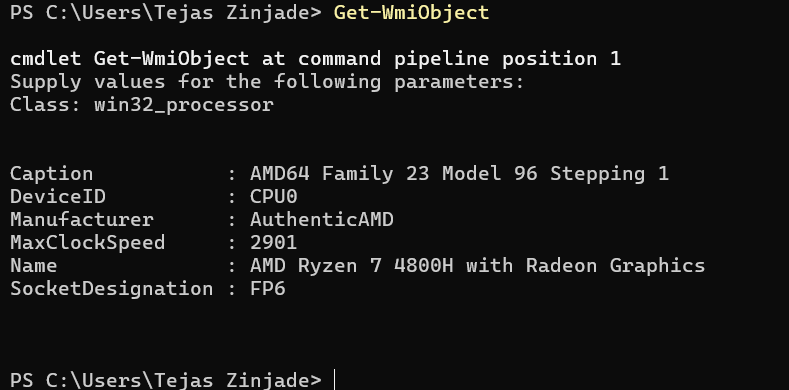 PS C:\Users\Tejas Zinjade> Get-WmiObject
cmdlet Get-WmiObject at command pipeline position 1
Supply values for the following parameters:
Class: win32_processor
Caption           : AMD64 Family 23 Model 96 Stepping 1
DeviceID          : CPU0
Manufacturer      : AuthenticAMD
MaxClockSpeed     : 2901
Name              : AMD Ryzen 7 4800H with Radeon Graphics
SocketDesignation : FP6
PS C:\Users\Tejas Zinjade>